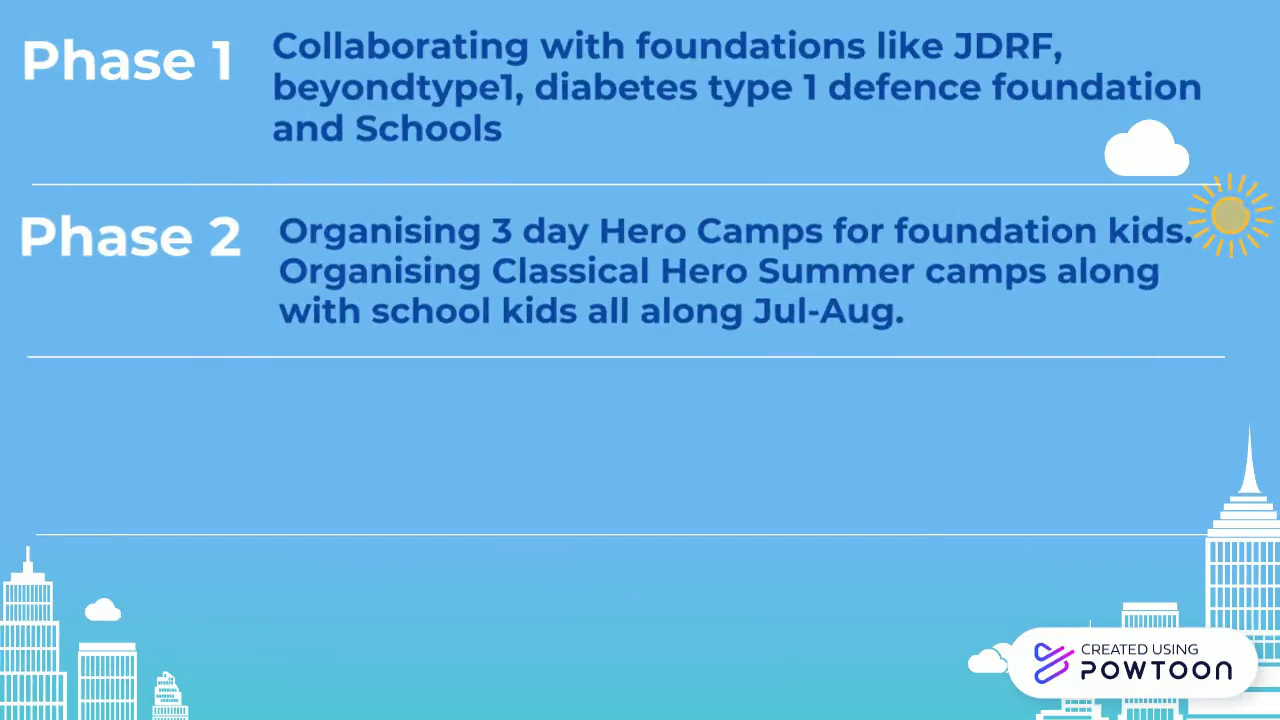 Phase 1
Collaborating with foundations like JDRF,
beyondtype1, diabetes type 1 defence foundation
and Schools
Phase 2
Organising 3 day Hero Camps for foundation kids.
Organising Classical Hero Summer camps along
with school kids all along Jul-Aug.
CREATED USING
POWTOON